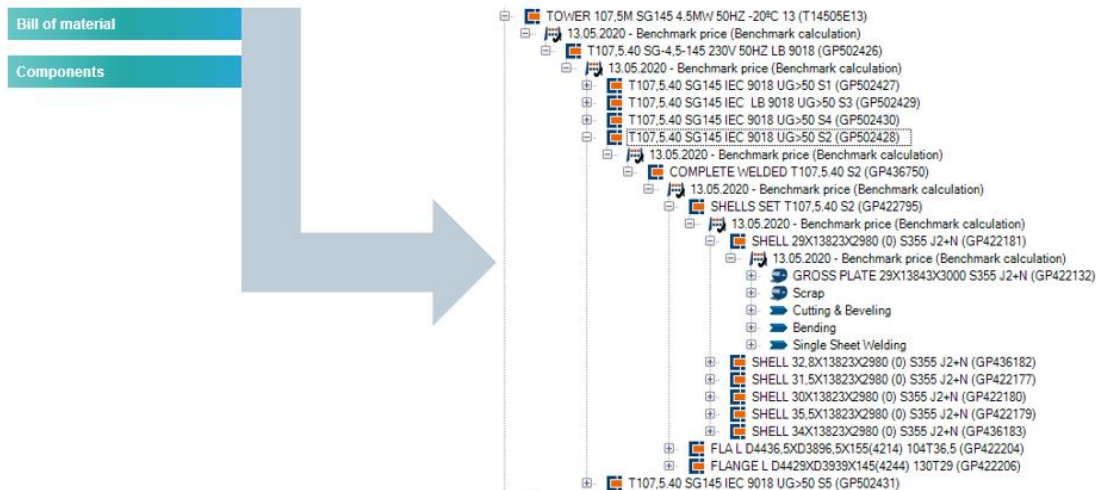 Bill of material
Components
TOWER 107,5M SG145 4.5MW 50HZ -20ºC 13 (T14505E13)
13.05.2020 - Benchmark price (Benchmark calculation)
T107,5.40 SG-4,5-145 230V 50HZ LB 9018 (GP502426)
13.05.2020 - Benchmark price (Benchmark calculation)
T107,5.40 SG145 IEC 9018 UG>50 S1 (GP502427)
T107,5.40 SG145 IEC LB 9018 UG>50 S3 (GP502429)
T107,5.40 SG145 IEC 9018 UG>50 S4 (GP502430)
T107,5.40 SG145 IEC 9018 UG>50 S2 (GP502428)
13.05.2020 - Benchmark price (Benchmark calculation)
COMPLETE WELDED T107,5.40 S2 (GP436750)
13.05.2020 - Benchmark price (Benchmark calculation)
SHELLS SET T107,5.40 S2 (GP422795)
13.05.2020 - Benchmark price (Benchmark calculation)
SHELL 29X13823X2980 (0) S355 J2+N (GP422181)
13.05.2020 - Benchmark price (Benchmark calculation)
GROSS PLATE 29X13843X3000 S355 J2+N (GP422132)
Scrap
Cutting & Beveling
Bending
Single Sheet Welding
SHELL 32,8X13823X2980 (0) S355 J2+N (GP436182)
SHELL 31,5X13823X2980 (0) S355 J2+N (GP422177)
SHELL 30X13823X2980 (0) S355 J2+N (GP422180)
SHELL 35,5X13823X2980 (0) S355 J2+N (GP422179)
SHELL 34X13823X2980 (0) S355 J2+N (GP436183)
FLA L D4436,5XD3896,5X155(4214) 104T36,5 (GP422204)
FLANGE L D4429XD3939X145(4244) 130T29 (GP422206)
T107,5.40 SG145 IEC 9018 UG>50 S5 (GP502431)